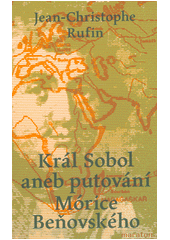 Jean-Christophe
Rufin
Král Sobol
aneb putování
Mórice
Beňovského